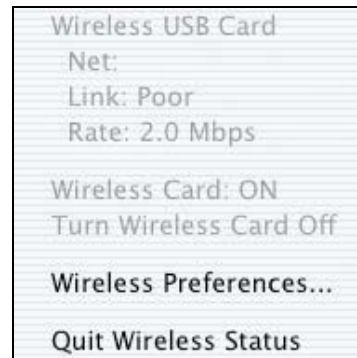 Wireless USB Card
Net:
Link: Poor
Rate: 2.0 Mbps
Wireless Card: ON
Turn Wireless Card Off
Wireless Preferences...
Quit Wireless Status